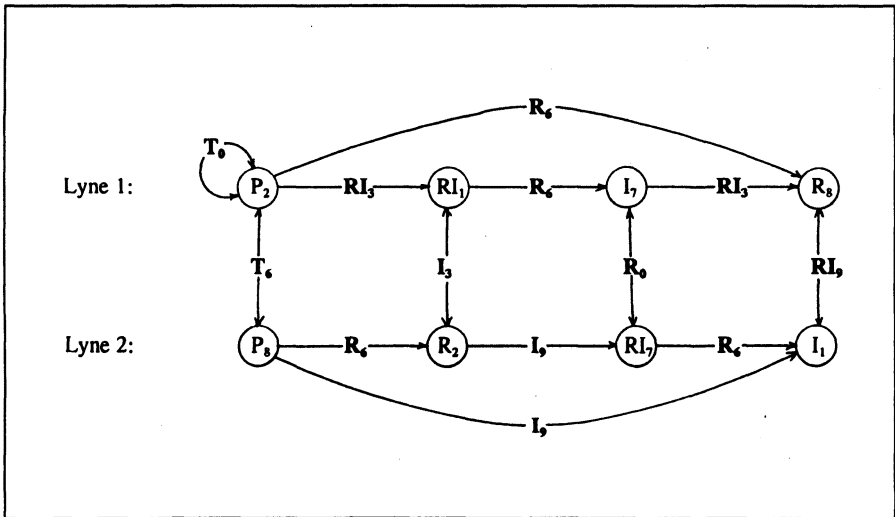 R₆
T₀
Lyne 1: P₂ RI₃ RI₁ R₆ I₇ RI₃ R₈
T₆ I₃ R₀ RI₉
Lyne 2: P₈ R₆ R₂ I₉ RI₇ R₆ I₁
I₉